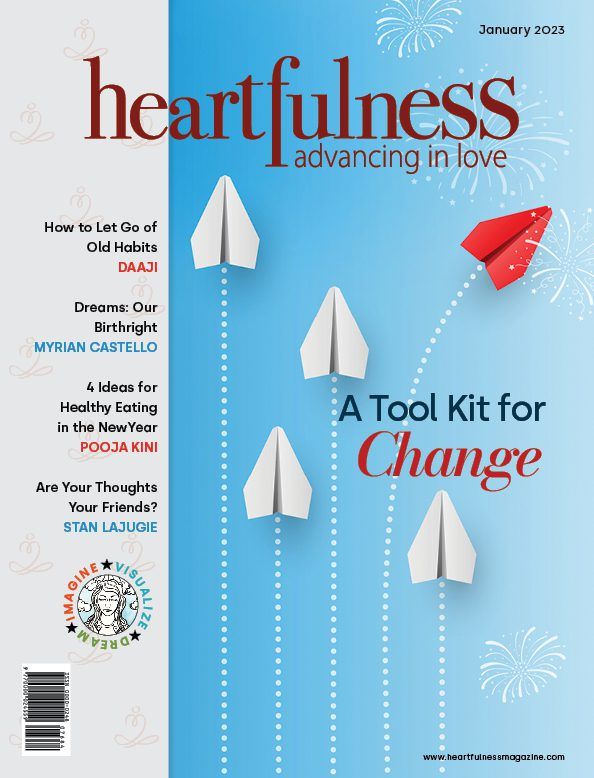 January 2023
heartfulness
advancing in love
How to Let Go of
Old Habits
DAAJI
Dreams: Our
Birthright
MYRIAN CASTELLO
4 Ideas for
Healthy Eating
in the NewYear
POOJA KINI
Are Your Thoughts
Your Friends?
STAN LAJUGIE
A Tool Kit for
Change
IMAGINE★VISUALIZE★DREAM★
www.heartfulnessmagazine.com